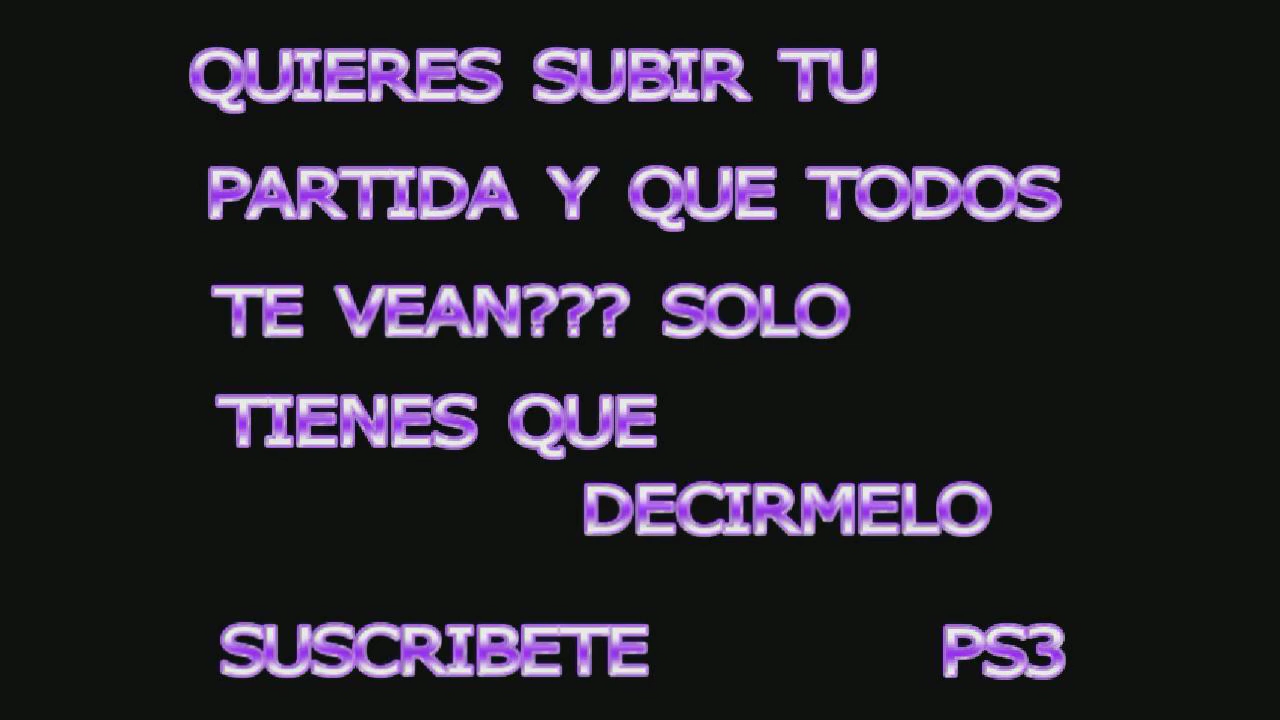 QUIERES SUBIR TU
PARTIDA Y QUE TODOS
TE VEAN??? SOLO
TIENES QUE
DECIRMELO
SUSCRIBETE PS3